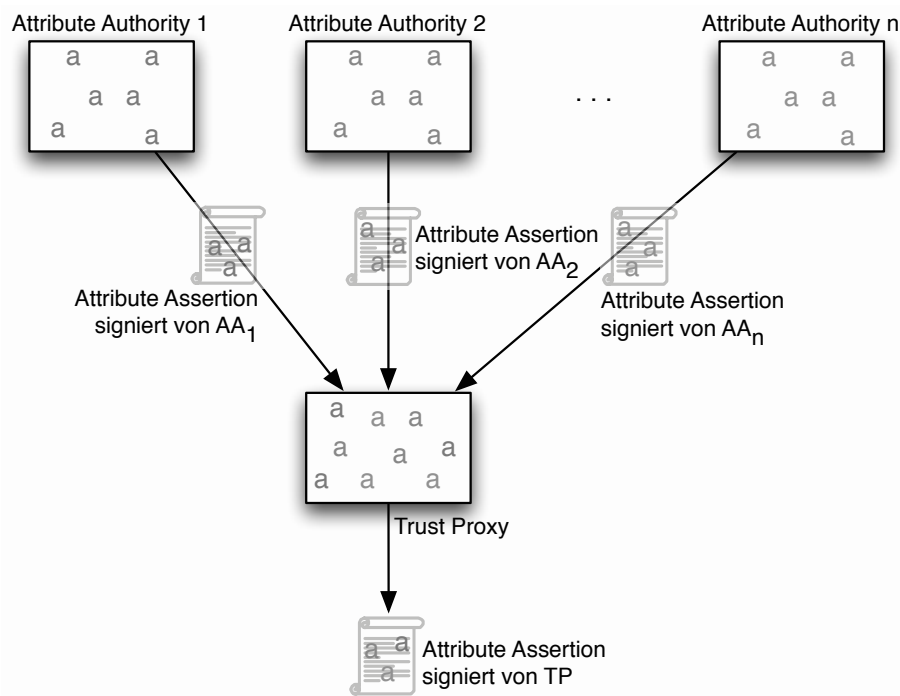 Attribute Authority 1
Attribute Authority 2
Attribute Authority n
a a
a a
a a
a a
a a
a a
. . .
a a
a a
a a
a a
a
a
a
a
a
a a
a
Attribute Assertion
signiert von AA1
Attribute Assertion
signiert von AA2
Attribute Assertion
signiert von AAn
a a a
a a a
a a a
Trust Proxy
a a
a
Attribute Assertion
signiert von TP